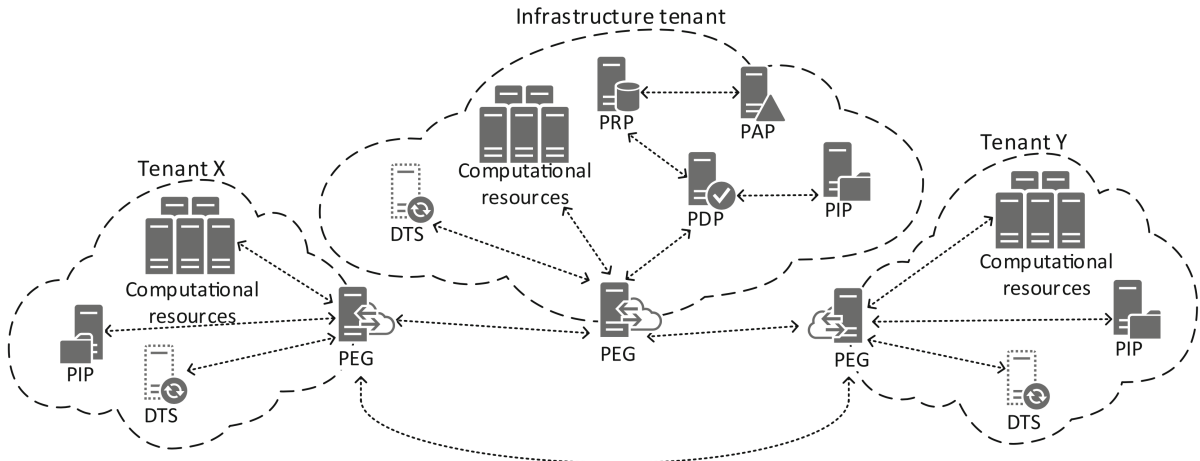 Infrastructure tenant
PRP
PAP
Computational
resources
DTS
PDP
PIP
PEG
Tenant X
Computational
resources
PIP
DTS
PEG
Tenant Y
Computational
resources
PIP
DTS
PEG